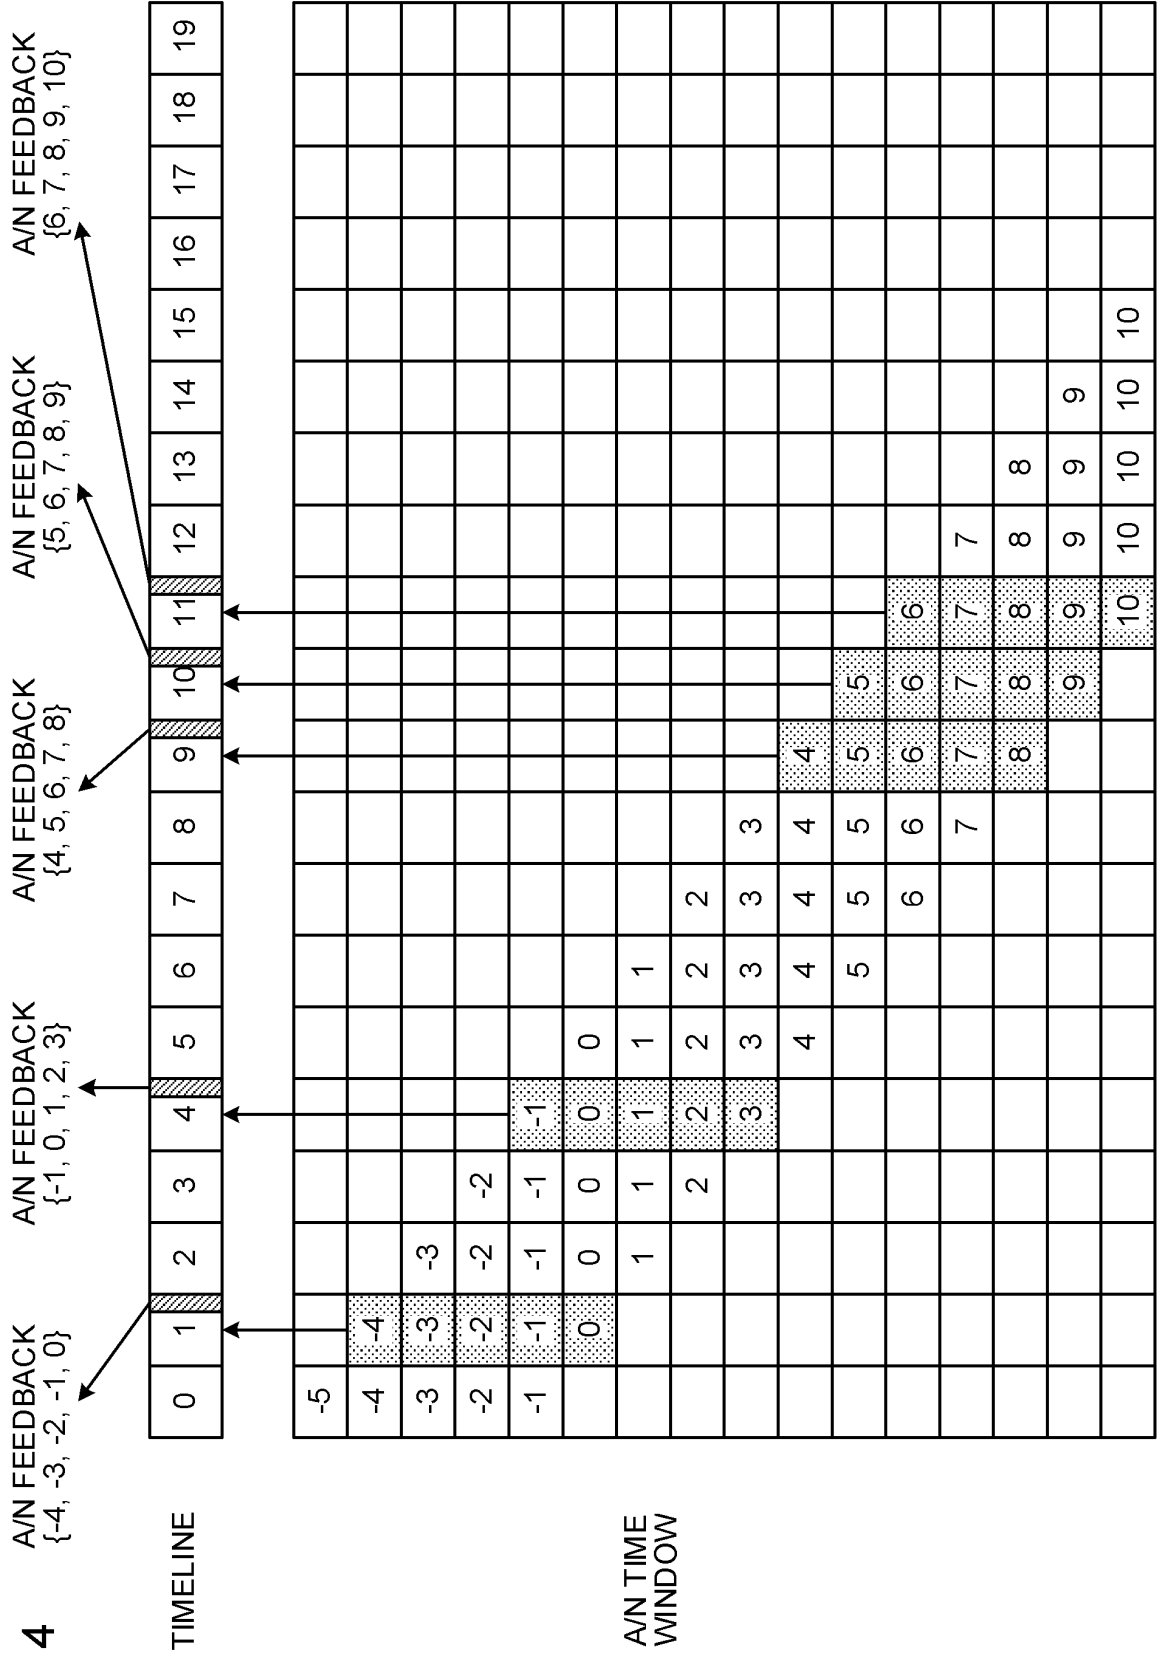 4
A/N FEEDBACK
{-4, -3, -2, -1, 0}
A/N FEEDBACK
{-1, 0, 1, 2, 3}
A/N FEEDBACK
{4, 5, 6, 7, 8}
A/N FEEDBACK
{5, 6, 7, 8, 9}
A/N FEEDBACK
{6, 7, 8, 9, 10}
TIMELINE 0 1 2 3 4 5 6 7 8 9 10 11 12 13 14 15 16 17 18 19
A/N TIME
WINDOW
-5
-4 -4
-3 -3 -3
-2 -2 -2 -2
-1 -1 -1 -1 -1
0 0 0 0 0
1 1 1 1 1
2 2 2 2 2
3 3 3 3 3
4 4 4 4 4
5 5 5 5 5
6 6 6 6 6
7 7 7 7 7
8 8 8 8 8
9 9 9 9 9
10 10 10 10 10